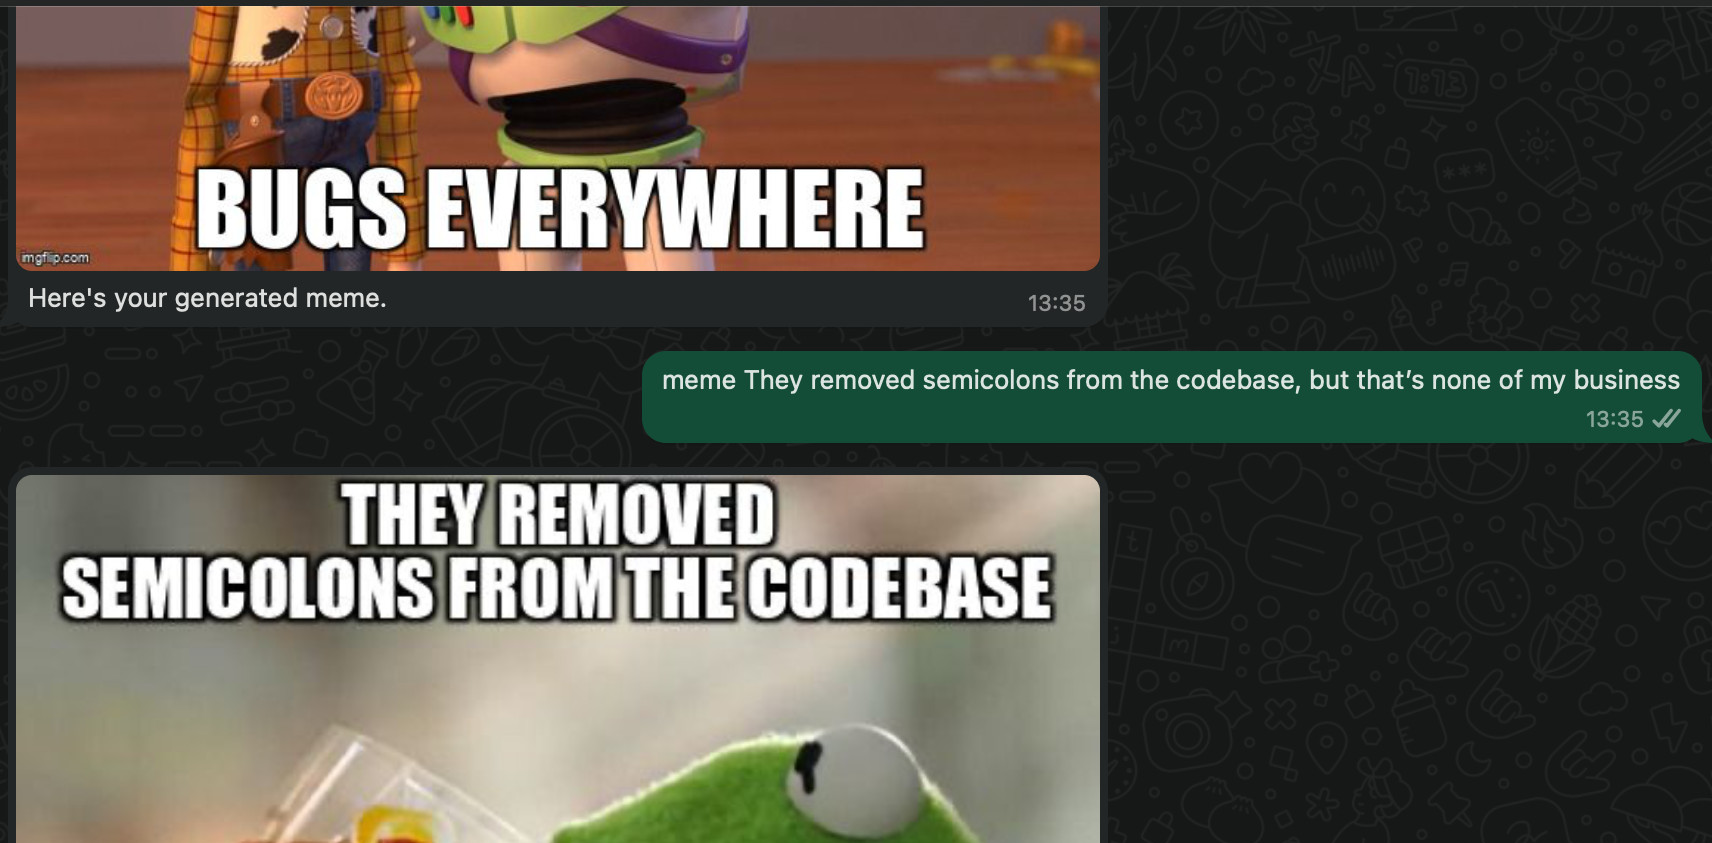 BUGS EVERYWHERE
imgflip.com
Here's your generated meme.
13:35
meme They removed semicolons from the codebase, but that’s none of my business
13:35
THEY REMOVED
SEMICOLONS FROM THE CODEBASE